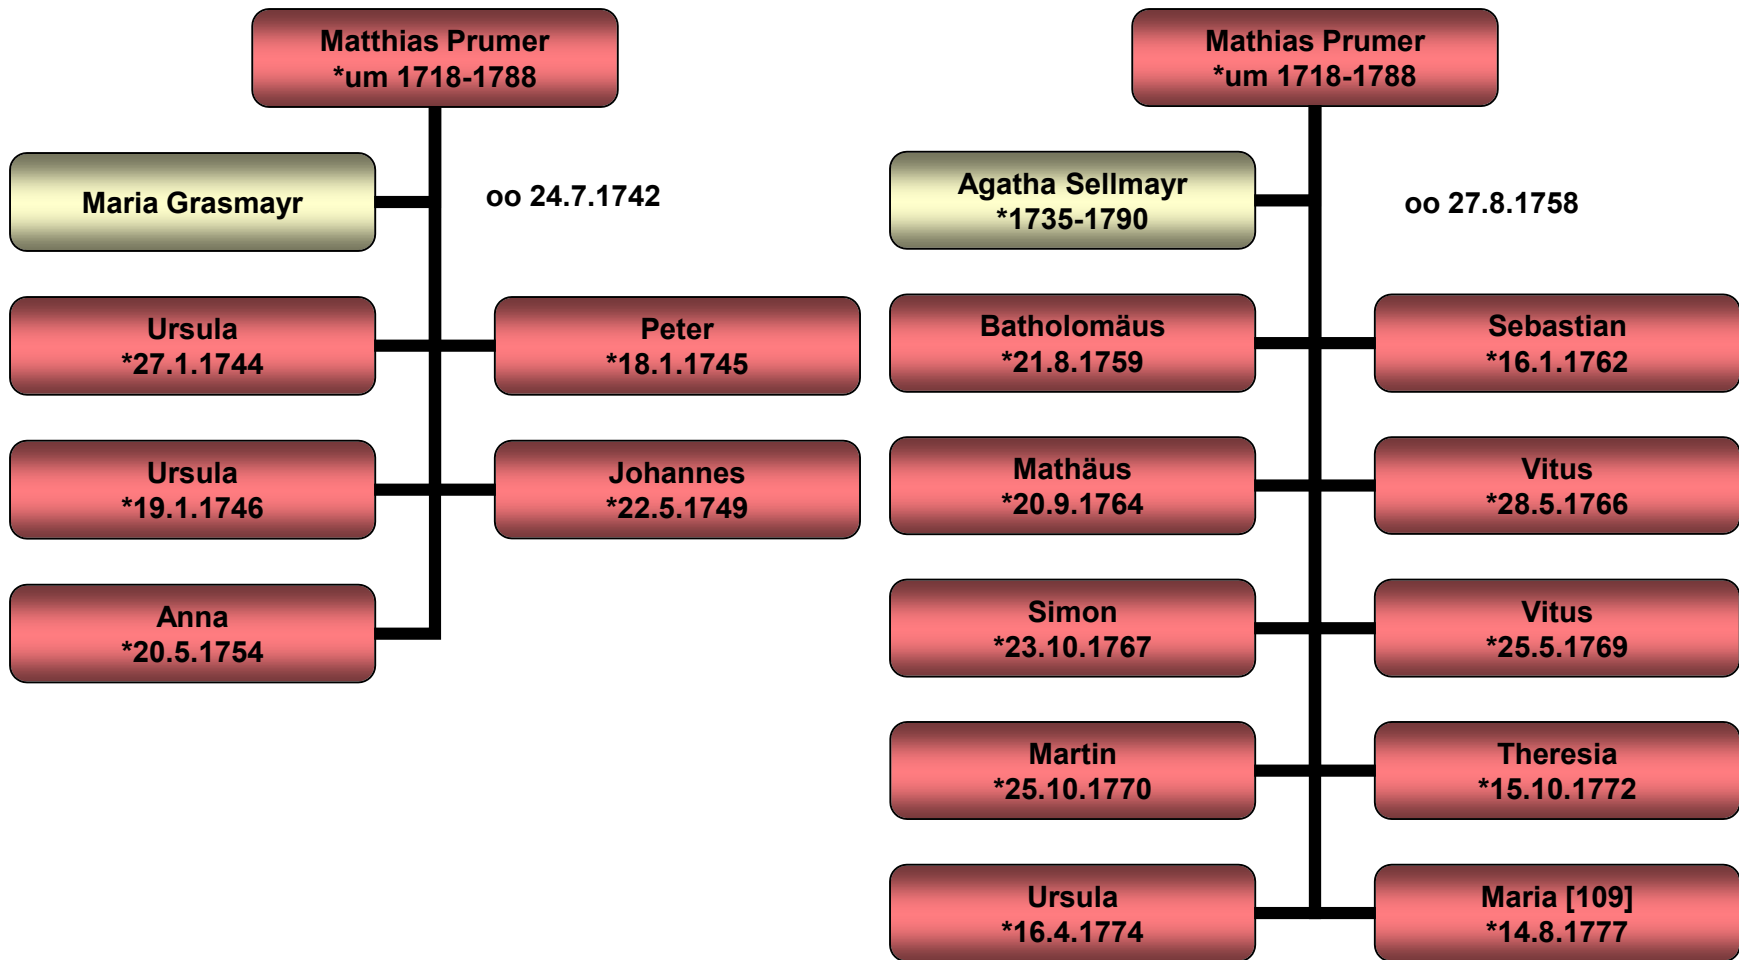 Matthias Prumer
*um 1718-1788
Maria Grasmayr
oo 24.7.1742
Ursula
*27.1.1744
Peter
*18.1.1745
Ursula
*19.1.1746
Johannes
*22.5.1749
Anna
*20.5.1754
Mathias Prumer
*um 1718-1788
Agatha Sellmayr
*1735-1790
oo 27.8.1758
Batholomäus
*21.8.1759
Sebastian
*16.1.1762
Mathäus
*20.9.1764
Vitus
*28.5.1766
Simon
*23.10.1767
Vitus
*25.5.1769
Martin
*25.10.1770
Theresia
*15.10.1772
Ursula
*16.4.1774
Maria [109]
*14.8.1777